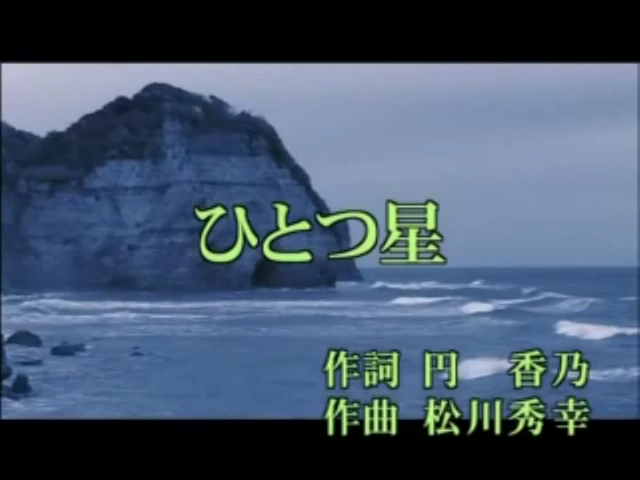 ひとつ星
作詞 円　香乃
作曲 松川秀幸